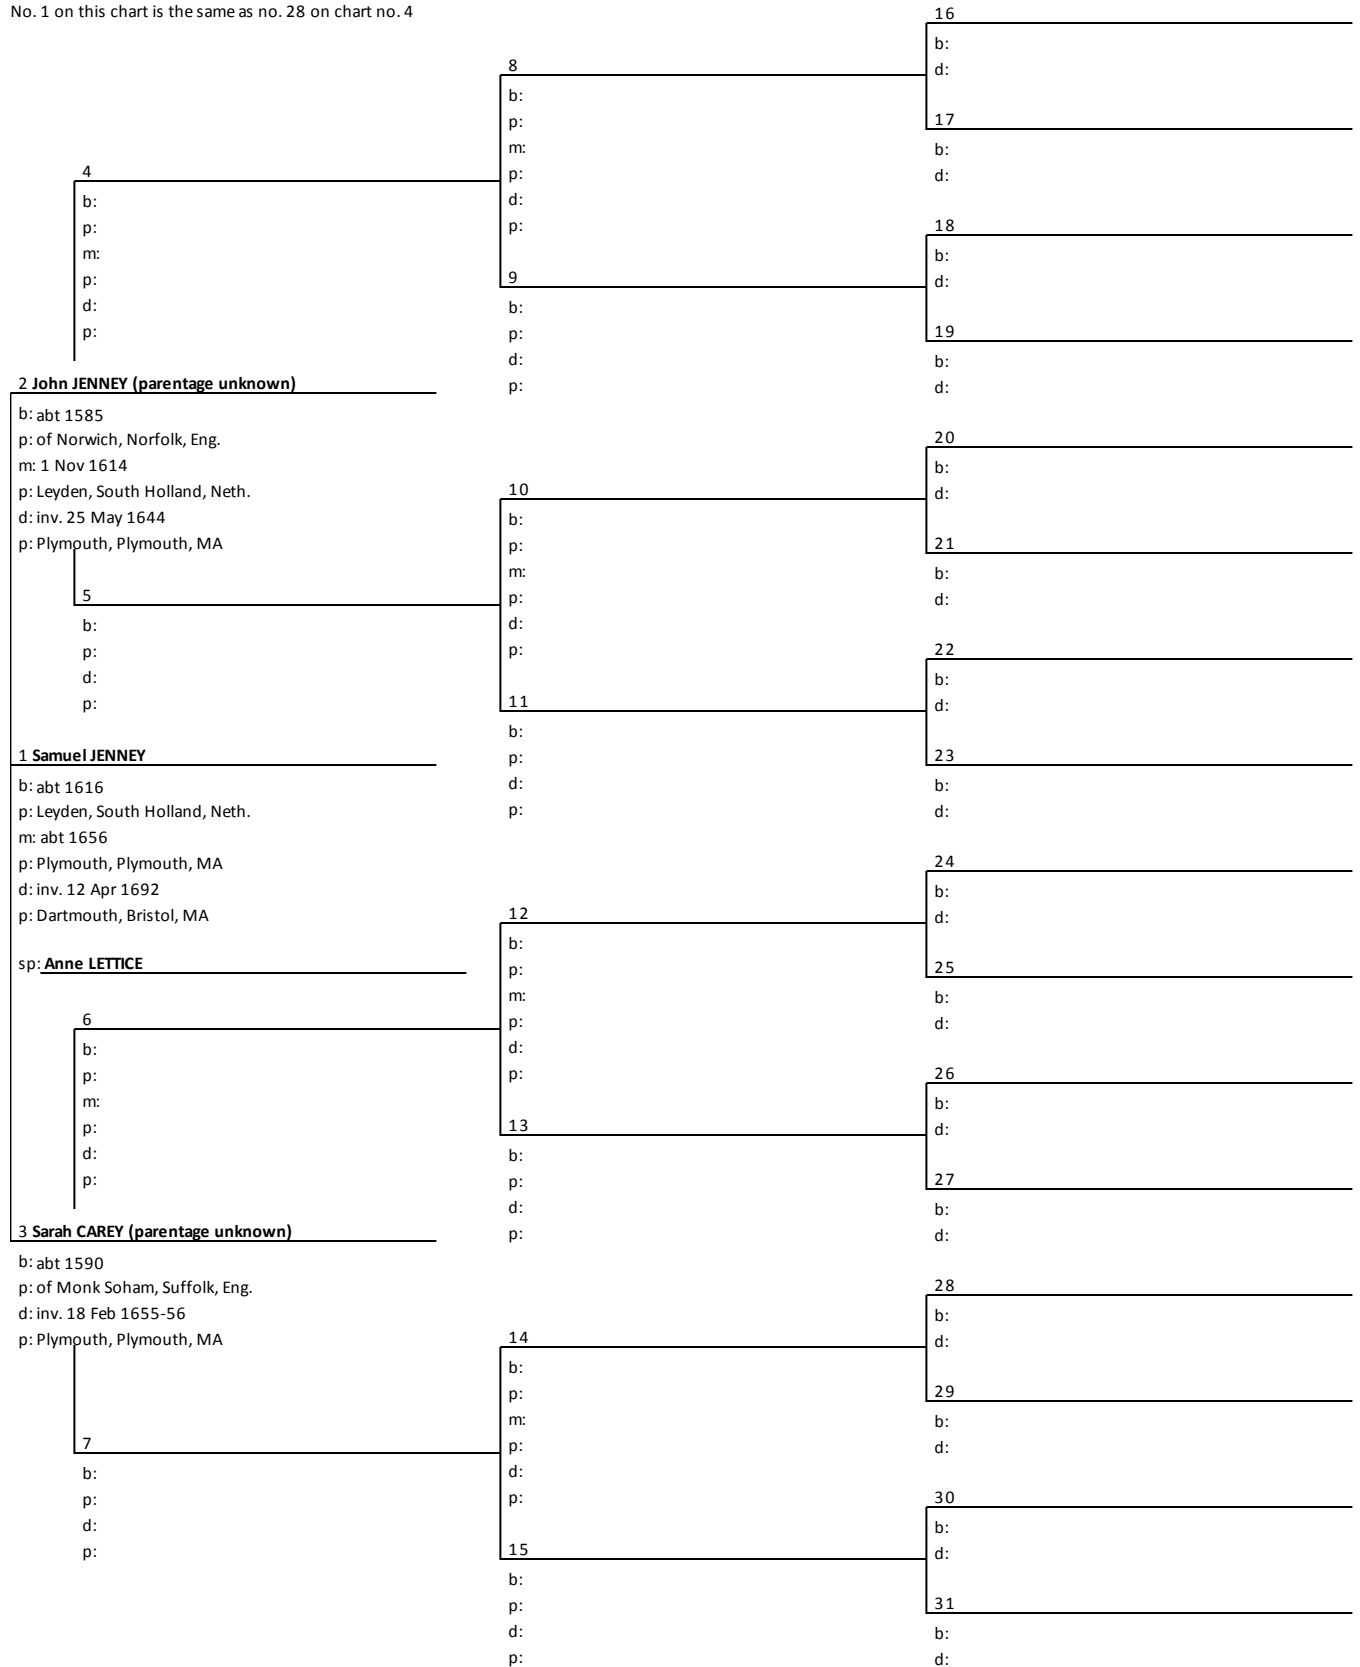 No. 1 on this chart is the same as no. 28 on chart no. 4
4
b:
p:
m:
p:
d:
p:
2 John JENNEY (parentage unknown)
b: abt 1585
p: of Norwich, Norfolk, Eng.
m: 1 Nov 1614
p: Leyden, South Holland, Neth.
d: inv. 25 May 1644
p: Plymouth, Plymouth, MA
5
b:
p:
d:
p:
1 Samuel JENNEY
b: abt 1616
p: Leyden, South Holland, Neth.
m: abt 1656
p: Plymouth, Plymouth, MA
d: inv. 12 Apr 1692
p: Dartmouth, Bristol, MA
sp: Anne LETTICE
6
b:
p:
m:
p:
d:
p:
3 Sarah CAREY (parentage unknown)
b: abt 1590
p: of Monk Soham, Suffolk, Eng.
d: inv. 18 Feb 1655-56
p: Plymouth, Plymouth, MA
7
b:
p:
d:
p:
8
b:
p:
m:
p:
d:
p:
9
b:
p:
d:
p:
10
b:
p:
m:
p:
d:
p:
11
b:
p:
d:
p:
12
b:
p:
m:
p:
d:
p:
13
b:
p:
d:
p:
14
b:
p:
m:
p:
d:
p:
15
b:
p:
d:
p:
16
b:
d:
17
b:
d:
18
b:
d:
19
b:
d:
20
b:
d:
21
b:
d:
22
b:
d:
23
b:
d:
24
b:
d:
25
b:
d:
26
b:
d:
27
b:
d:
28
b:
d:
29
b:
d:
30
b:
d:
31
b:
d: